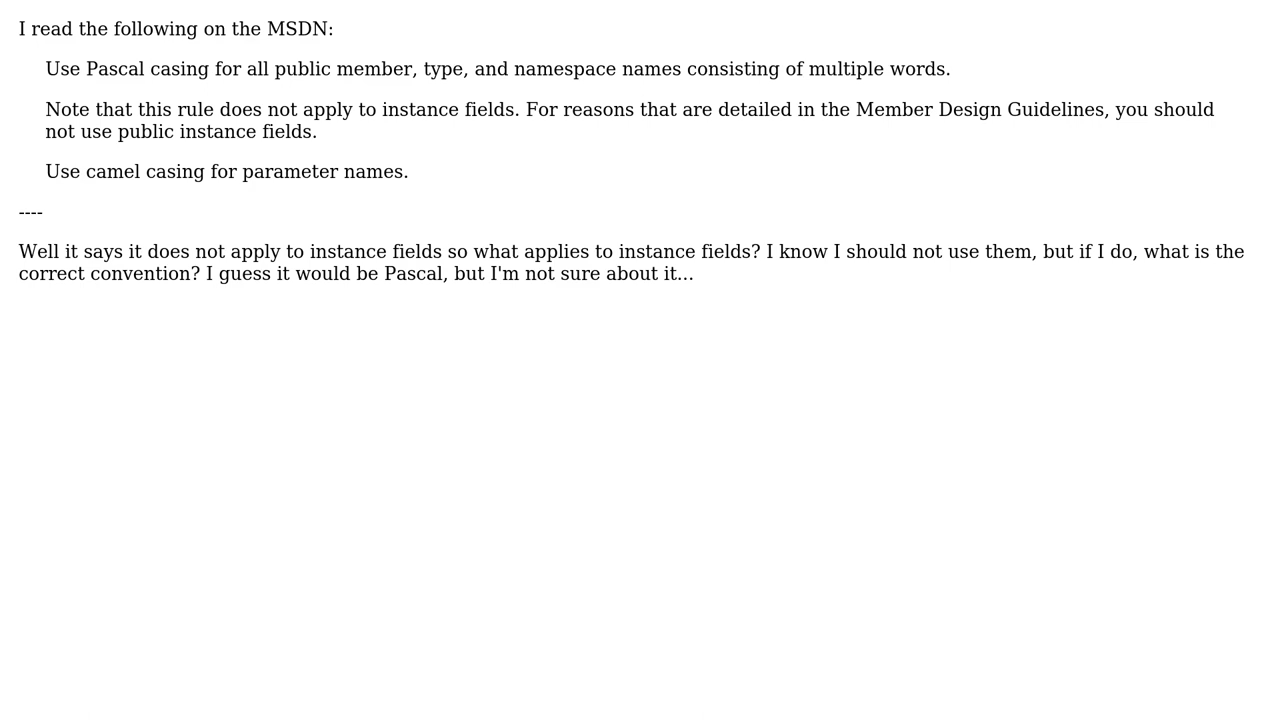 I read the following on the MSDN:
Use Pascal casing for all public member, type, and namespace names consisting of multiple words.
Note that this rule does not apply to instance fields. For reasons that are detailed in the Member Design Guidelines, you should
not use public instance fields.
Use camel casing for parameter names.
----
Well it says it does not apply to instance fields so what applies to instance fields? I know I should not use them, but if I do, what is the
correct convention? I guess it would be Pascal, but I'm not sure about it...